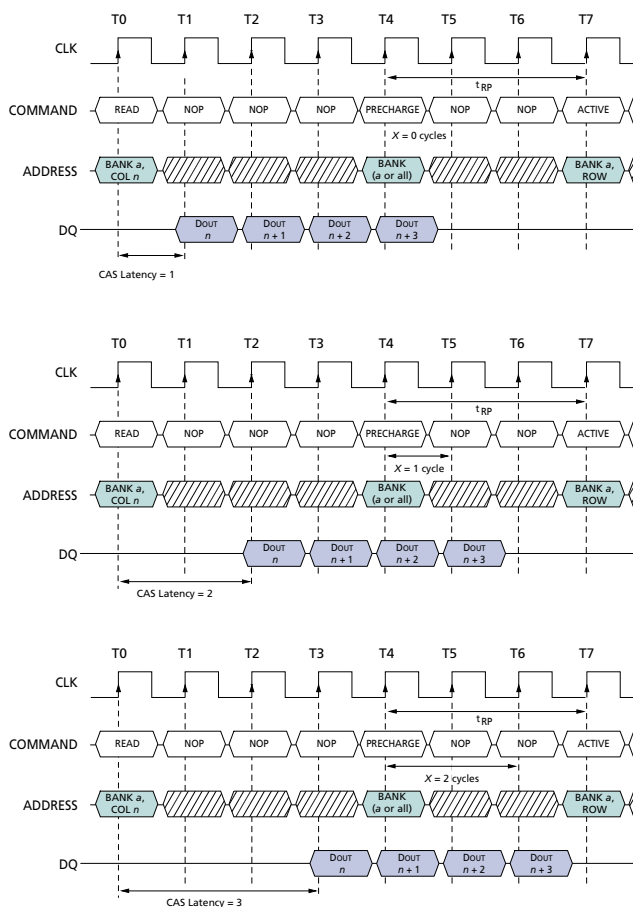 T0 T1 T2 T3 T4 T5 T6 T7
CLK
tRP
COMMAND READ NOP NOP NOP PRECHARGE NOP NOP ACTIVE
X = 0 cycles
ADDRESS BANK a, COL n BANK (a or all) BANK a, ROW
DQ DOUT n DOUT n + 1 DOUT n + 2 DOUT n + 3
CAS Latency = 1
T0 T1 T2 T3 T4 T5 T6 T7
CLK
tRP
COMMAND READ NOP NOP NOP PRECHARGE NOP NOP ACTIVE
X = 1 cycle
ADDRESS BANK a, COL n BANK (a or all) BANK a, ROW
DQ DOUT n DOUT n + 1 DOUT n + 2 DOUT n + 3
CAS Latency = 2
T0 T1 T2 T3 T4 T5 T6 T7
CLK
tRP
COMMAND READ NOP NOP NOP PRECHARGE NOP NOP ACTIVE
X = 2 cycles
ADDRESS BANK a, COL n BANK (a or all) BANK a, ROW
DQ DOUT n DOUT n + 1 DOUT n + 2 DOUT n + 3
CAS Latency = 3